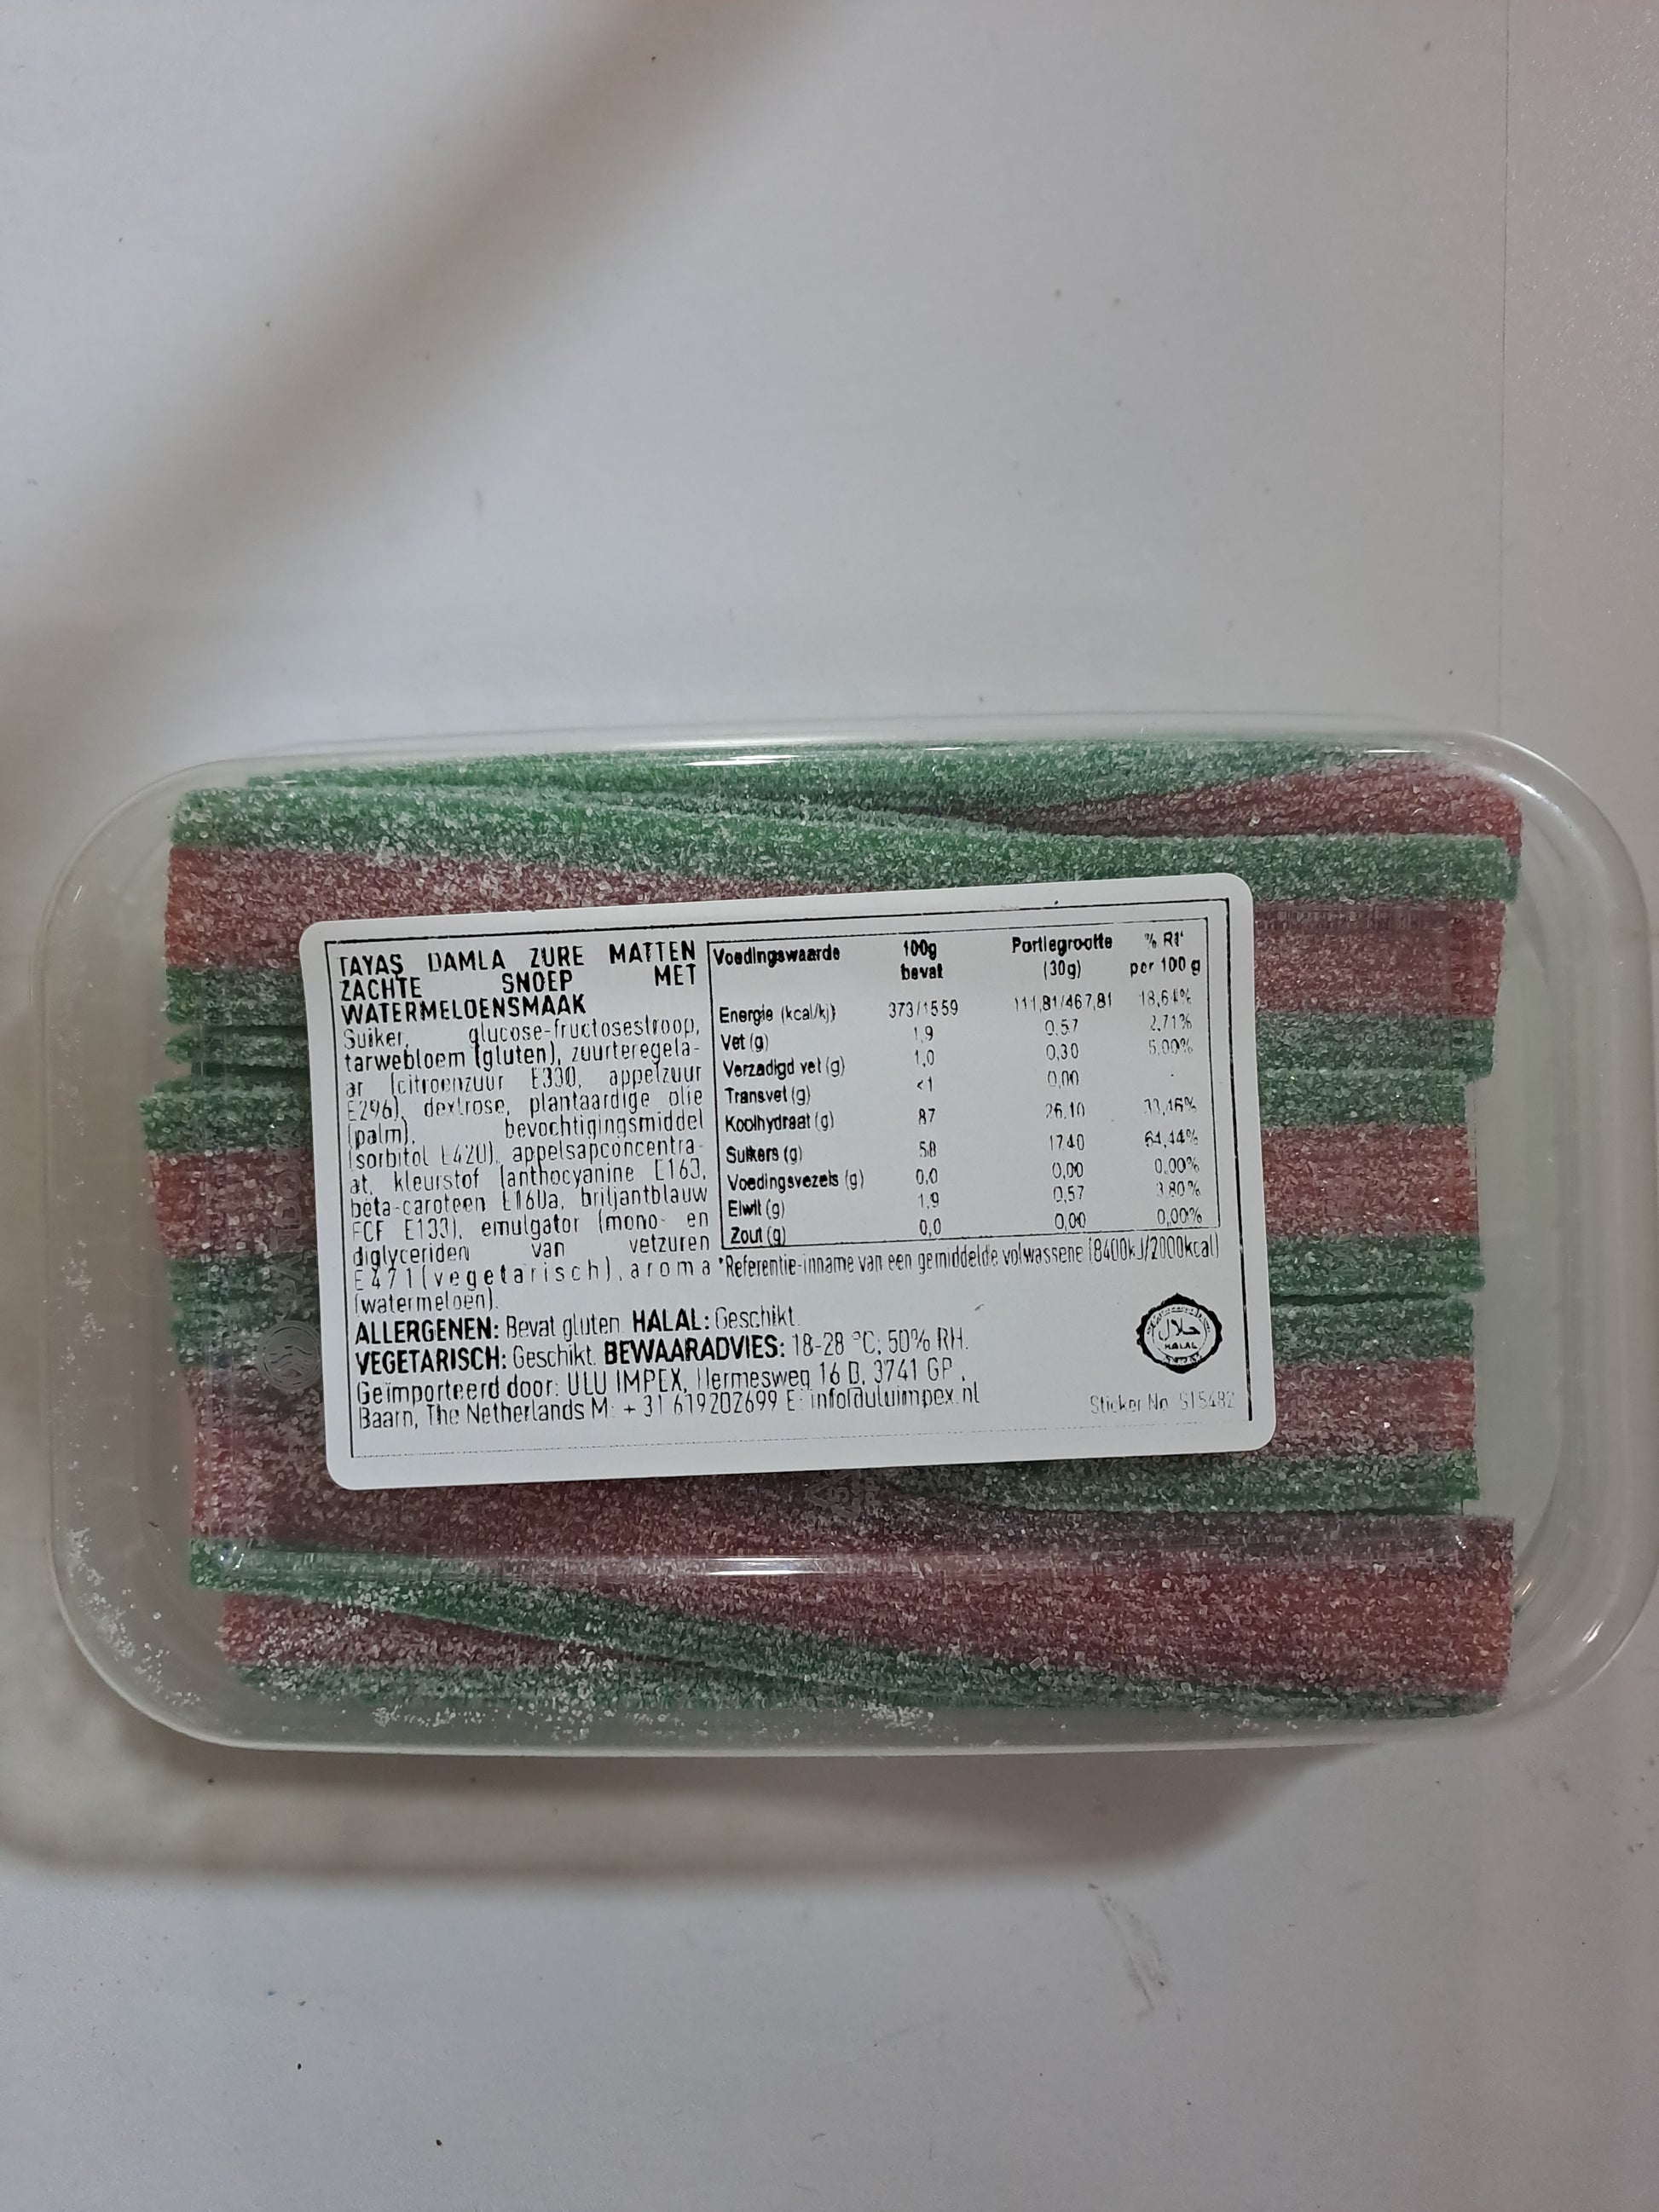 TAYAS DAMLA ZURE MATTEN
ZACHTE SNOEP MET
WATERMELOENSMAAK
Suiker, glucose-fructosestroop,
tarwebloem (gluten), zuurteregela-
ar (citroenzuur E330, appelzuur
E296), dextrose, plantaardige olie
(palm), bevochtigingsmiddel
(sorbitol E420), appelsapconcentra-
at, kleurstof (anthocyanine E163,
bèta-caroteen E160a, briljantblauw
FCF E133), emulgator (mono- en
diglyceriden van vetzuren
E471(vegetarisch), aroma
(watermeloen).
Voedingswaarde 100g bevat Portiegrootte (30g) % RI* per 100 g
Energie (kcal/kj) 373/1559 111,81/467,81 18,64%
Vet (g) 1,9 0,57 2,71%
Verzadigd vet (g) 1,0 0,30 5,00%
Transvet (g) <1 0,00 -
Koolhydraat (g) 87 26,10 33,46%
Suikers (g) 58 17,40 64,44%
Voedingsvezels (g) 0,0 0,00 0,00%
Eiwit (g) 1,9 0,57 3,80%
Zout (g) 0,0 0,00 0,00%
*Referentie-inname van een gemiddelde volwassene (8400kJ/2000kcal)
ALLERGENEN: Bevat gluten. HALAL: Geschikt.
VEGETARISCH: Geschikt. BEWAARADVIES: 18-28 °C; 50% RH.
Geïmporteerd door: ULU IMPEX, Hermesweg 16 D, 3741 GP,
Baarn, The Netherlands M: + 31 619202699 E: info(d)uluimpex.nl
حلال
HALAL
Sticker No S15482